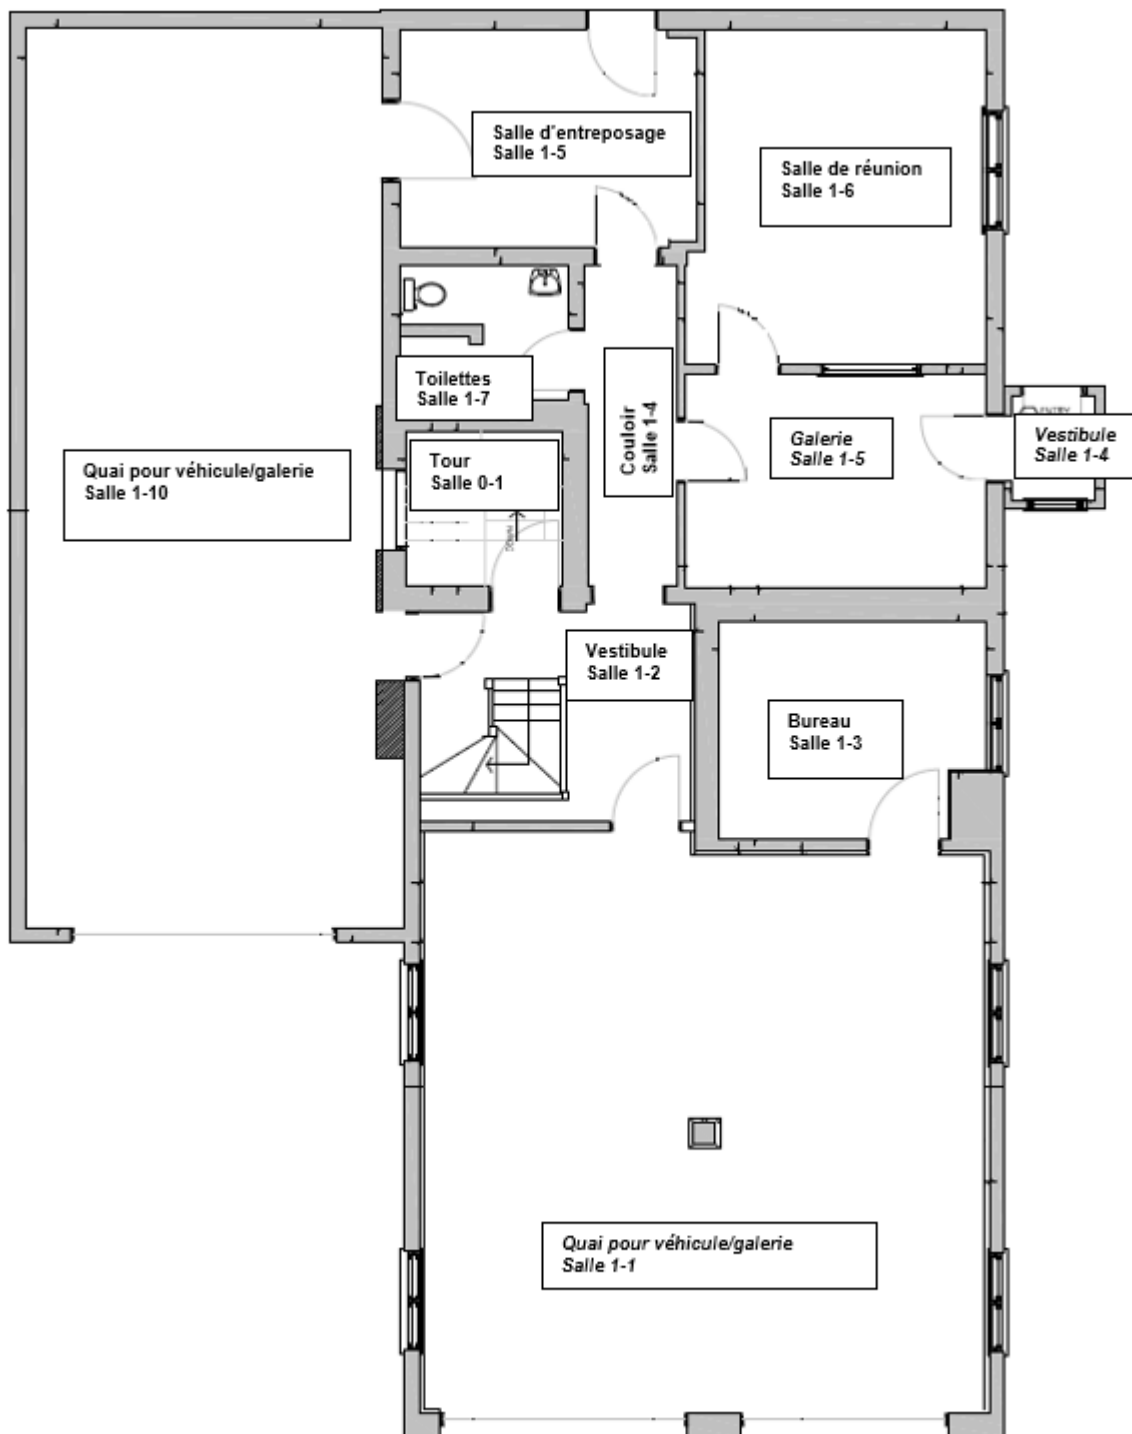 Salle d'entreposage
Salle 1-5
Salle de réunion
Salle 1-6
Toilettes
Salle 1-7
Couloir
Salle 1-4
Galerie
Salle 1-5
ENTRY
Vestibule
Salle 1-4
Quai pour véhicule/galerie
Salle 1-10
Tour
Salle 0-1
Vestibule
Salle 1-2
Bureau
Salle 1-3
Quai pour véhicule/galerie
Salle 1-1